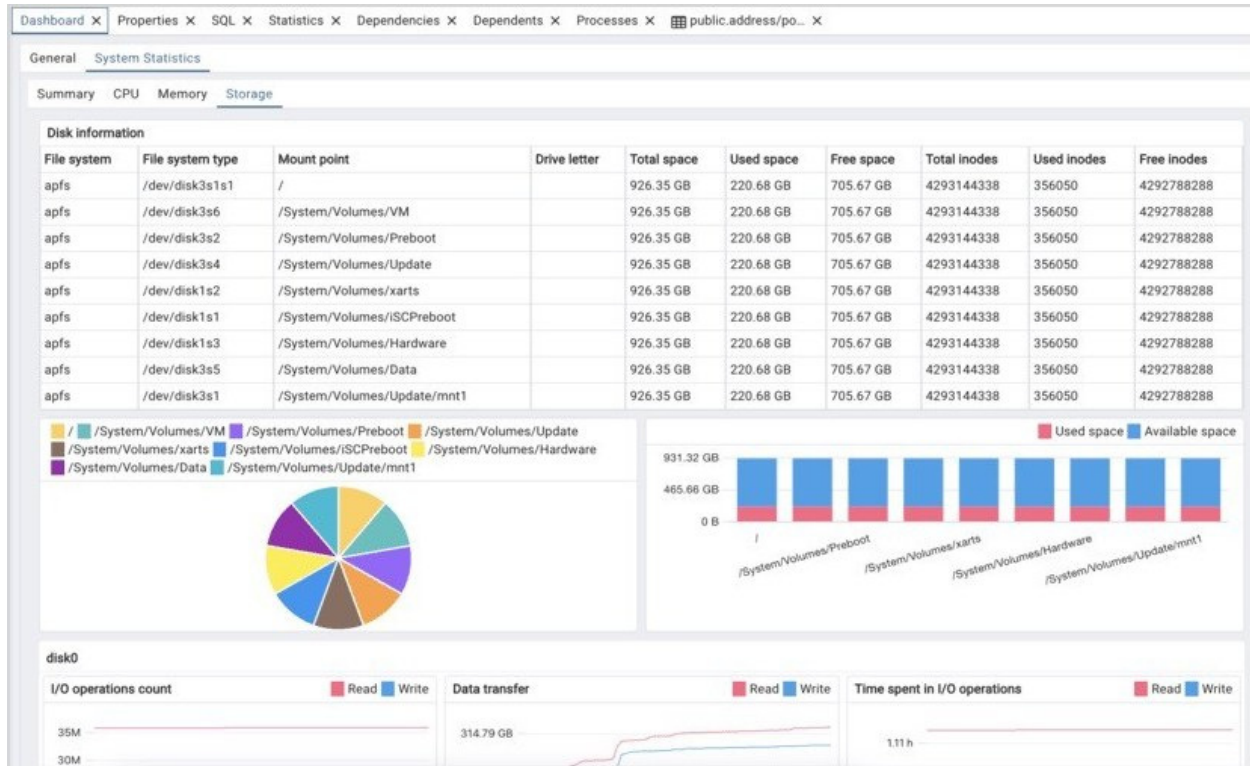 Dashboard X Properties X SQL X Statistics X Dependencies X Dependents X Processes X public.address/po... X
General System Statistics
Summary CPU Memory Storage
Disk information
File system File system type Mount point Drive letter Total space Used space Free space Total inodes Used inodes Free inodes
apfs /dev/disk3s1s1 / 926.35 GB 220.68 GB 705.67 GB 4293144338 356050 4292788288
apfs /dev/disk3s6 /System/Volumes/VM 926.35 GB 220.68 GB 705.67 GB 4293144338 356050 4292788288
apfs /dev/disk3s2 /System/Volumes/Preboot 926.35 GB 220.68 GB 705.67 GB 4293144338 356050 4292788288
apfs /dev/disk3s4 /System/Volumes/Update 926.35 GB 220.68 GB 705.67 GB 4293144338 356050 4292788288
apfs /dev/disk1s2 /System/Volumes/xarts 926.35 GB 220.68 GB 705.67 GB 4293144338 356050 4292788288
apfs /dev/disk1s1 /System/Volumes/iSCPreboot 926.35 GB 220.68 GB 705.67 GB 4293144338 356050 4292788288
apfs /dev/disk1s3 /System/Volumes/Hardware 926.35 GB 220.68 GB 705.67 GB 4293144338 356050 4292788288
apfs /dev/disk3s5 /System/Volumes/Data 926.35 GB 220.68 GB 705.67 GB 4293144338 356050 4292788288
apfs /dev/disk3s1 /System/Volumes/Update/mnt1 926.35 GB 220.68 GB 705.67 GB 4293144338 356050 4292788288
/ /System/Volumes/VM /System/Volumes/Preboot /System/Volumes/Update
/System/Volumes/xarts /System/Volumes/iSCPreboot /System/Volumes/Hardware
/System/Volumes/Data /System/Volumes/Update/mnt1
Used space Available space
931.32 GB
465.66 GB
0 B
/
/System/Volumes/Preboot
/System/Volumes/xarts
/System/Volumes/Hardware
/System/Volumes/Update/mnt1
disk0
I/O operations count Read Write
35M
30M
Data transfer Read Write
314.79 GB
Time spent in I/O operations Read Write
1.11 h